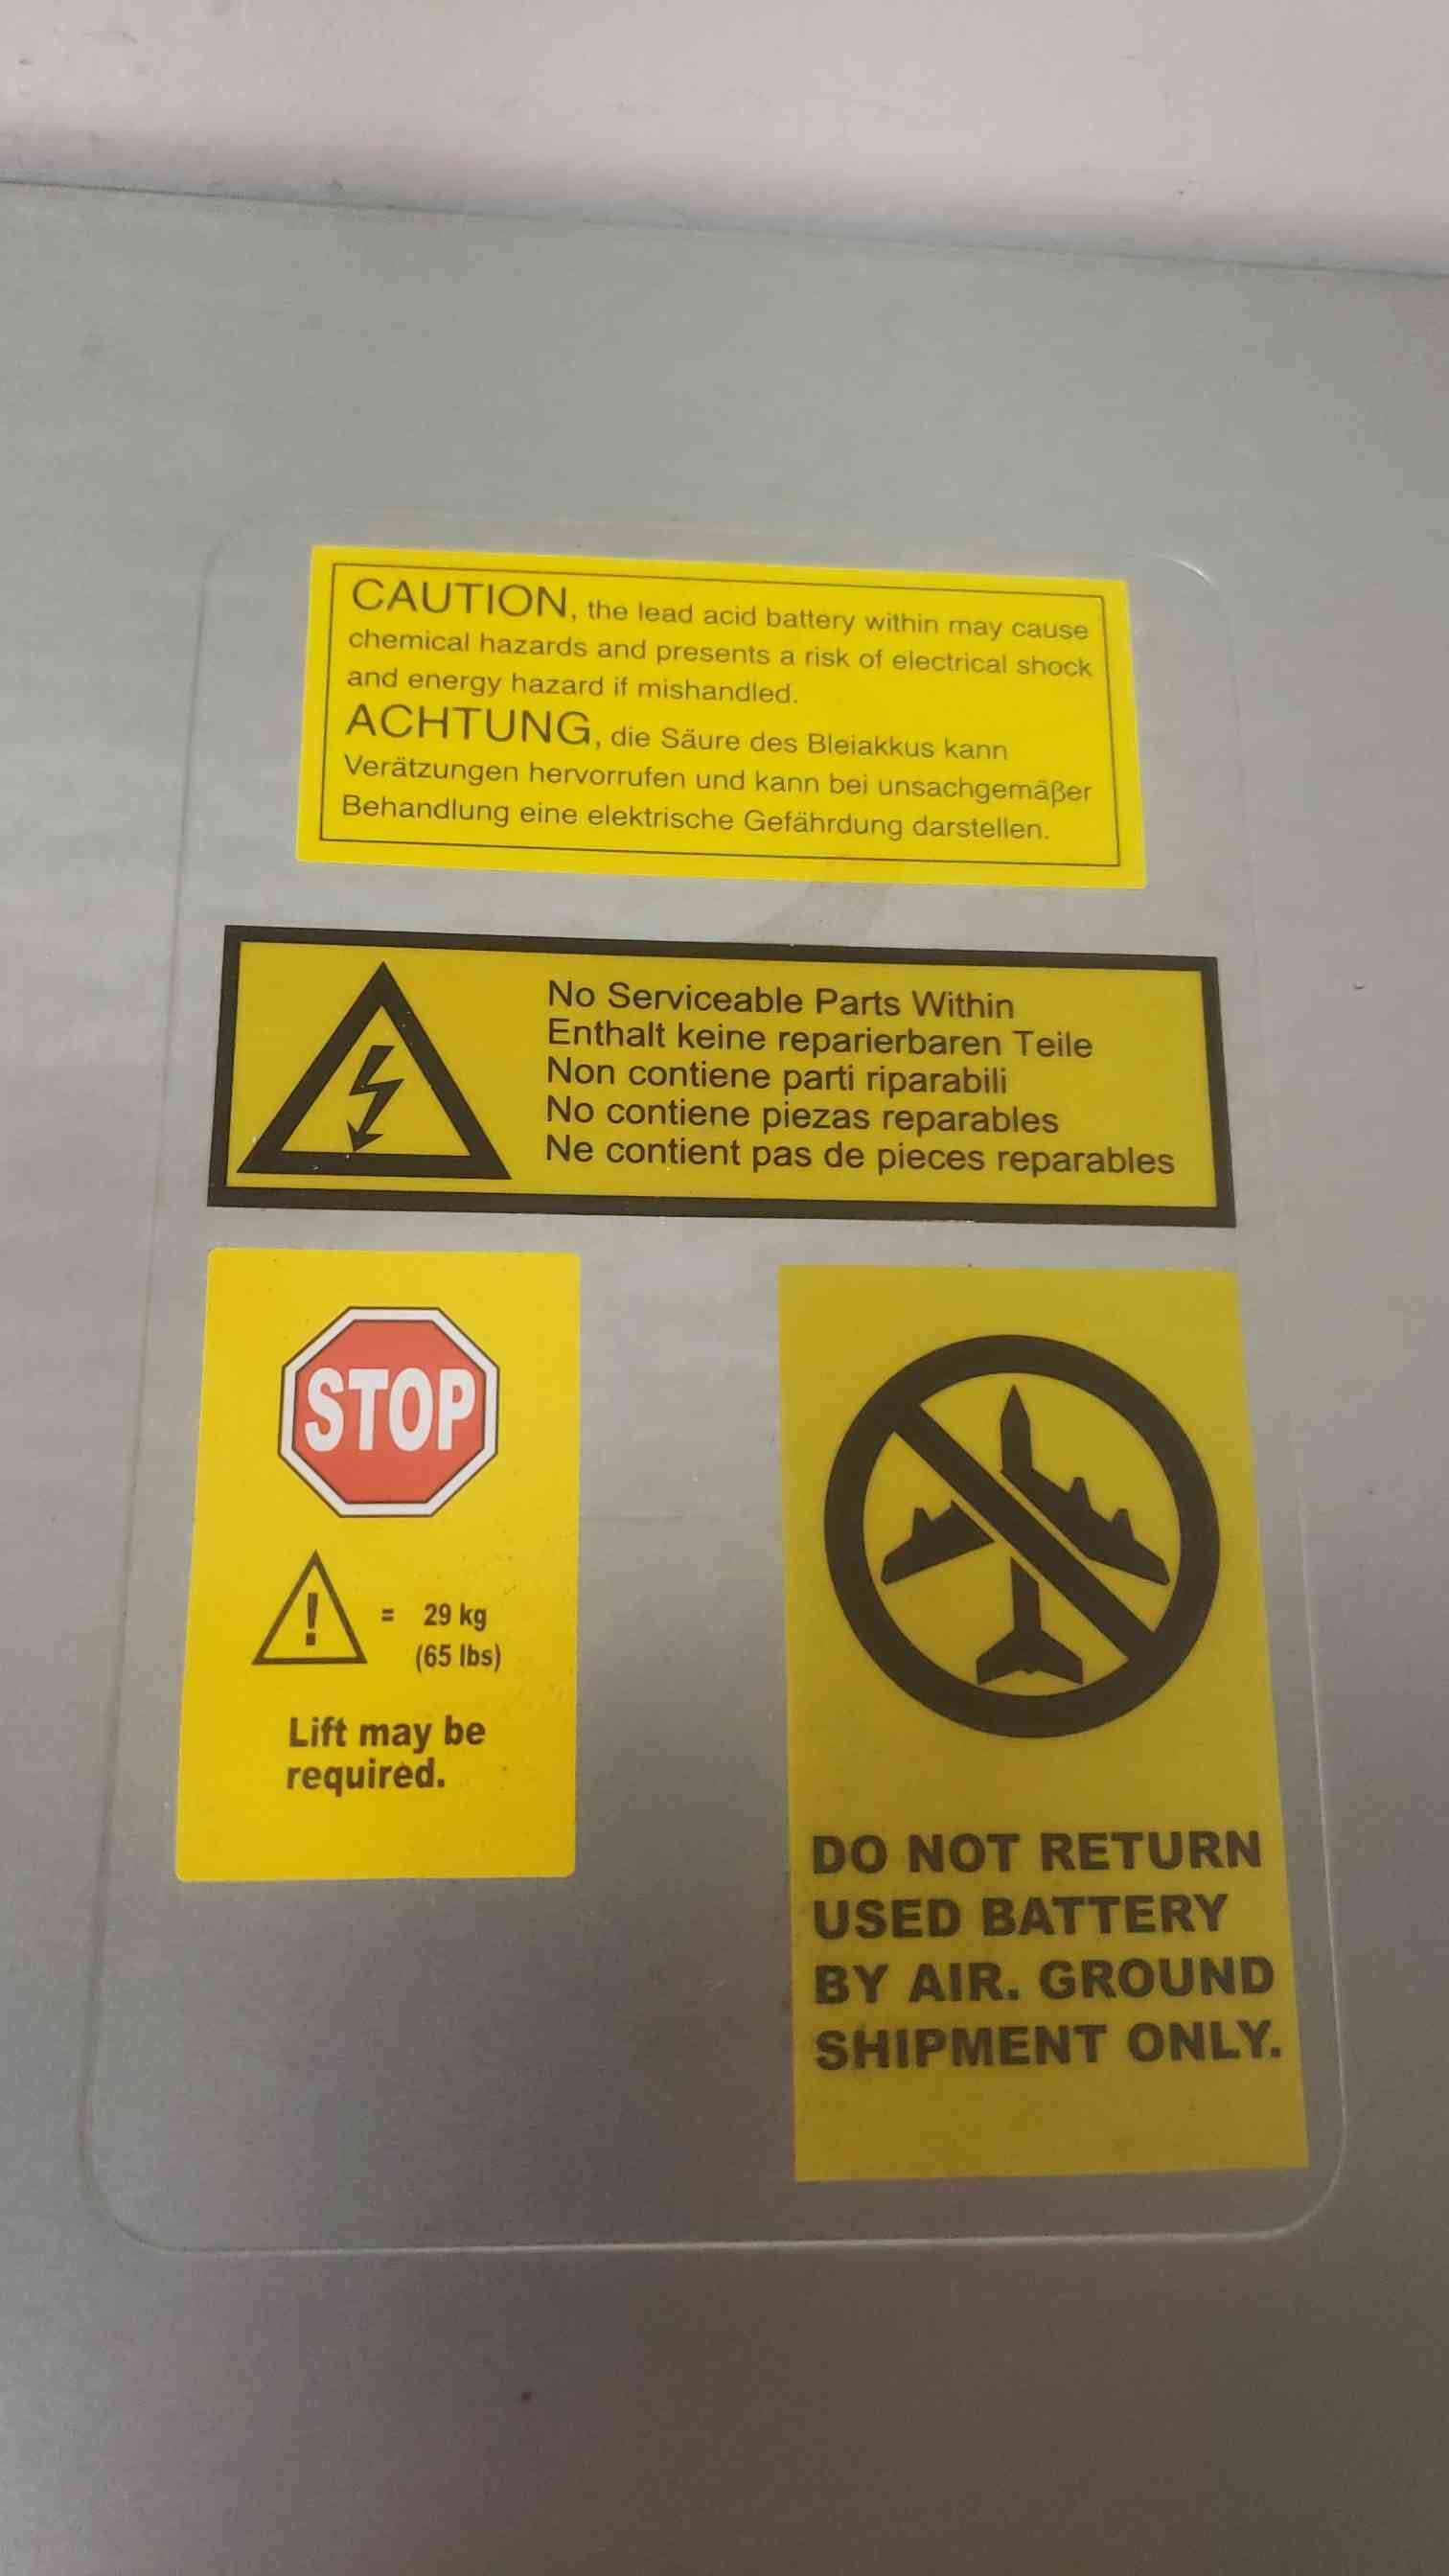 CAUTION, the lead acid battery within may cause
chemical hazards and presents a risk of electrical shock
and energy hazard if mishandled.
ACHTUNG, die Säure des Bleiakkus kann
Verätzungen hervorrufen und kann bei unsachgemäßer
Behandlung eine elektrische Gefährdung darstellen.
No Serviceable Parts Within
Enthalt keine reparierbaren Teile
Non contiene parti riparabili
No contiene piezas reparables
Ne contient pas de pieces reparables
STOP
! = 29 kg
(65 lbs)
Lift may be
required.
DO NOT RETURN
USED BATTERY
BY AIR. GROUND
SHIPMENT ONLY.